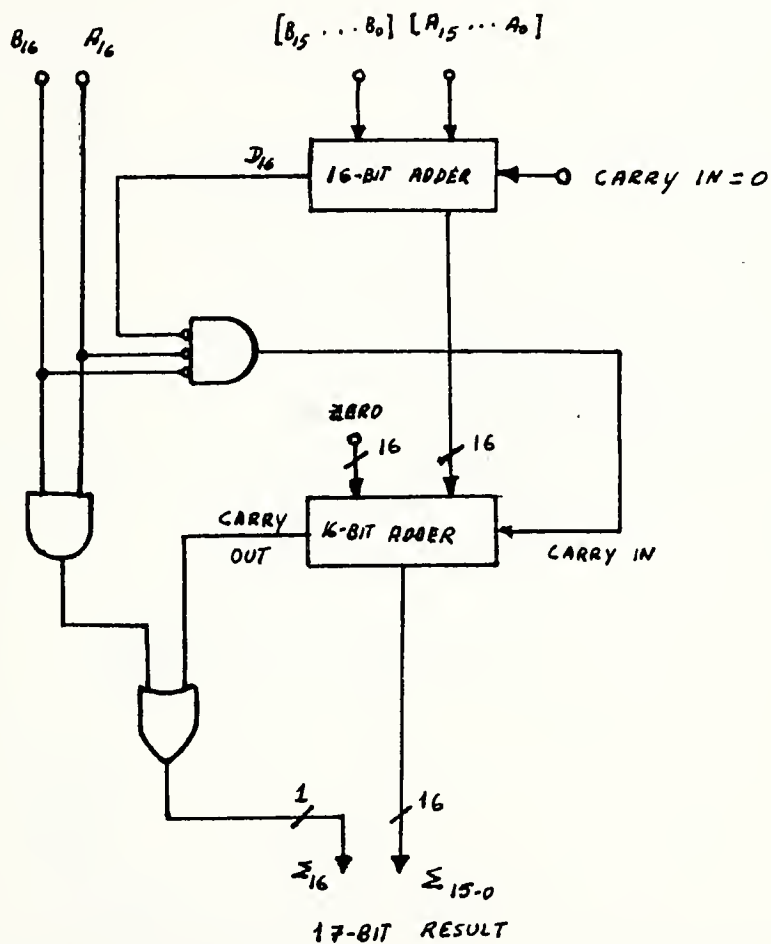 B16 A16
[B15 ... B0] [A15 ... A0]
D16
16-BIT ADDER
CARRY IN = 0
ZERO
16
16
CARRY
OUT
16-BIT ADDER
CARRY IN
1
16
Σ16
Σ15-0
17-BIT RESULT